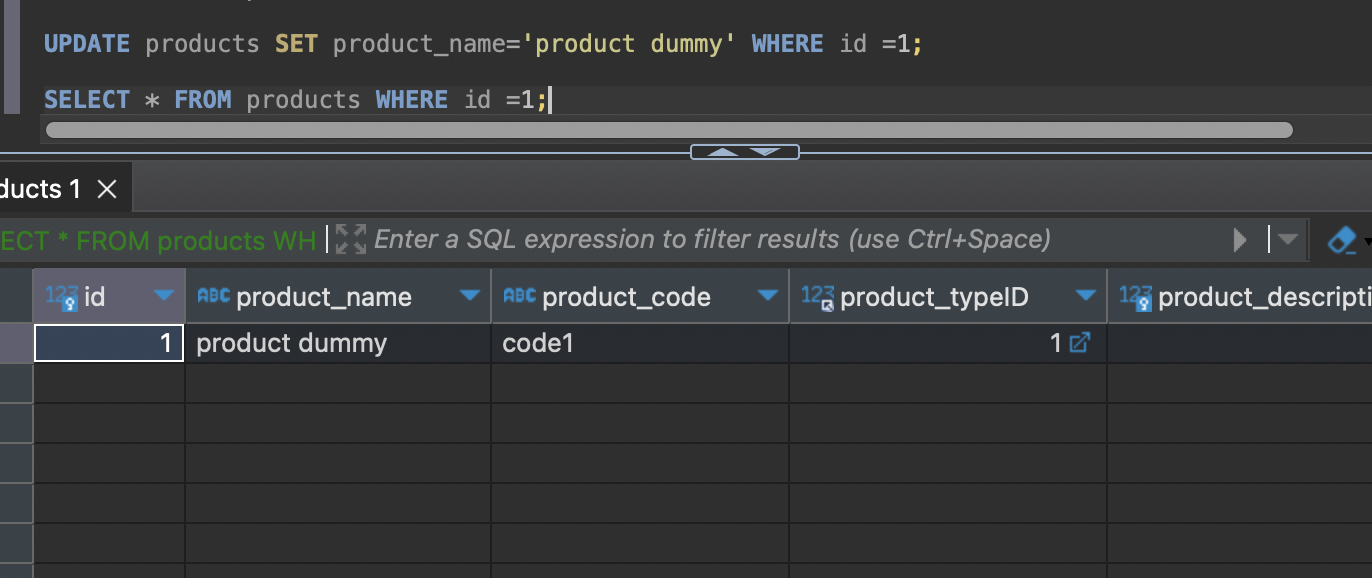 UPDATE products SET product_name='product dummy' WHERE id =1;
SELECT * FROM products WHERE id =1;
ducts 1
ECT * FROM products WH Enter a SQL expression to filter results (use Ctrl+Space)
123 id ABC product_name ABC product_code 123 product_typeID 123 product_descripti
1 product dummy code1 1